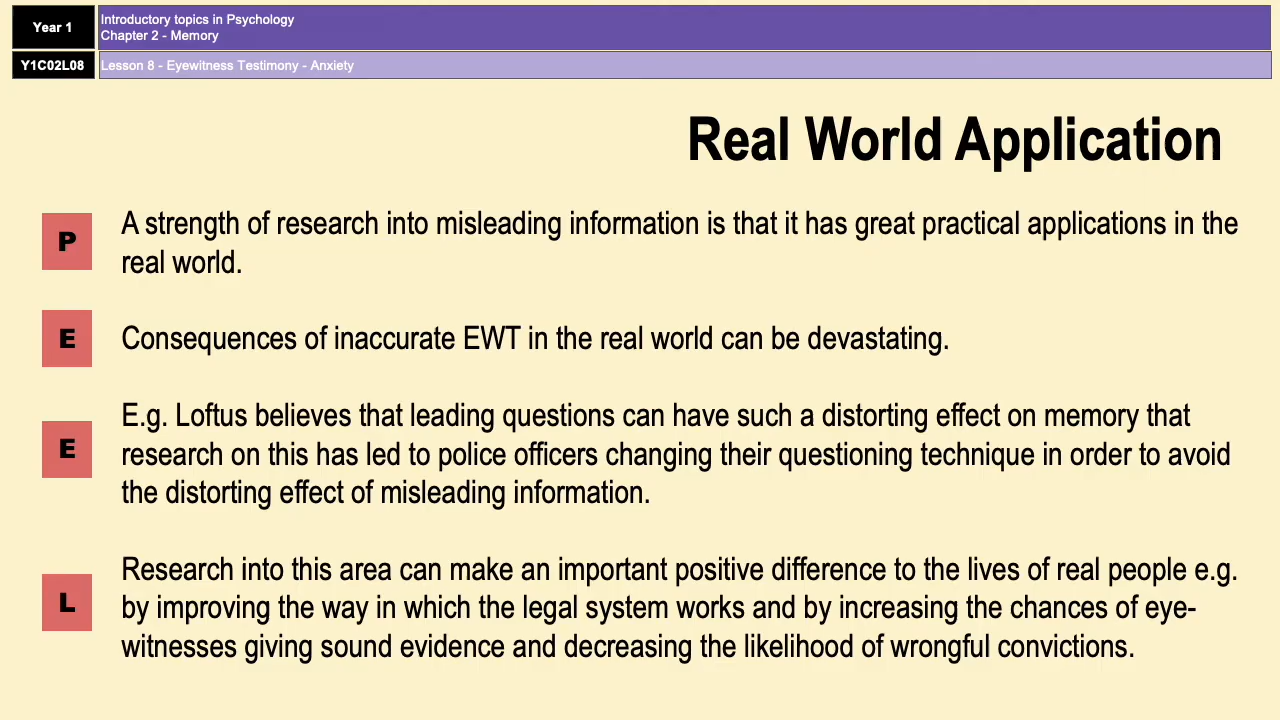 Year 1
Introductory topics in Psychology
Chapter 2 - Memory
Y1C02L08
Lesson 8 - Eyewitness Testimony - Anxiety
Real World Application
P
A strength of research into misleading information is that it has great practical applications in the
real world.
E
Consequences of inaccurate EWT in the real world can be devastating.
E
E.g. Loftus believes that leading questions can have such a distorting effect on memory that
research on this has led to police officers changing their questioning technique in order to avoid
the distorting effect of misleading information.
L
Research into this area can make an important positive difference to the lives of real people e.g.
by improving the way in which the legal system works and by increasing the chances of eye-
witnesses giving sound evidence and decreasing the likelihood of wrongful convictions.